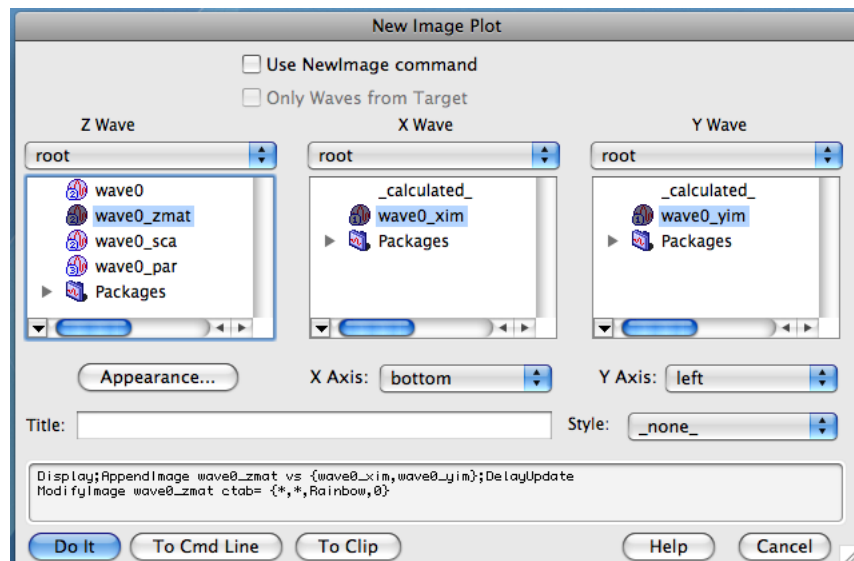 New Image Plot
Use NewImage command
Only Waves from Target
Z Wave X Wave Y Wave
root root root
wave0 _calculated_ _calculated_
wave0_zmat wave0_xim wave0_yim
wave0_sca Packages Packages
wave0_par
Packages
Appearance... X Axis: bottom Y Axis: left
Title: Style: _none_
Display;AppendImage wave0_zmat vs {wave0_xim,wave0_yim};DelayUpdate
ModifyImage wave0_zmat ctab= {*,*,Rainbow,0}
Do It To Cmd Line To Clip Help Cancel